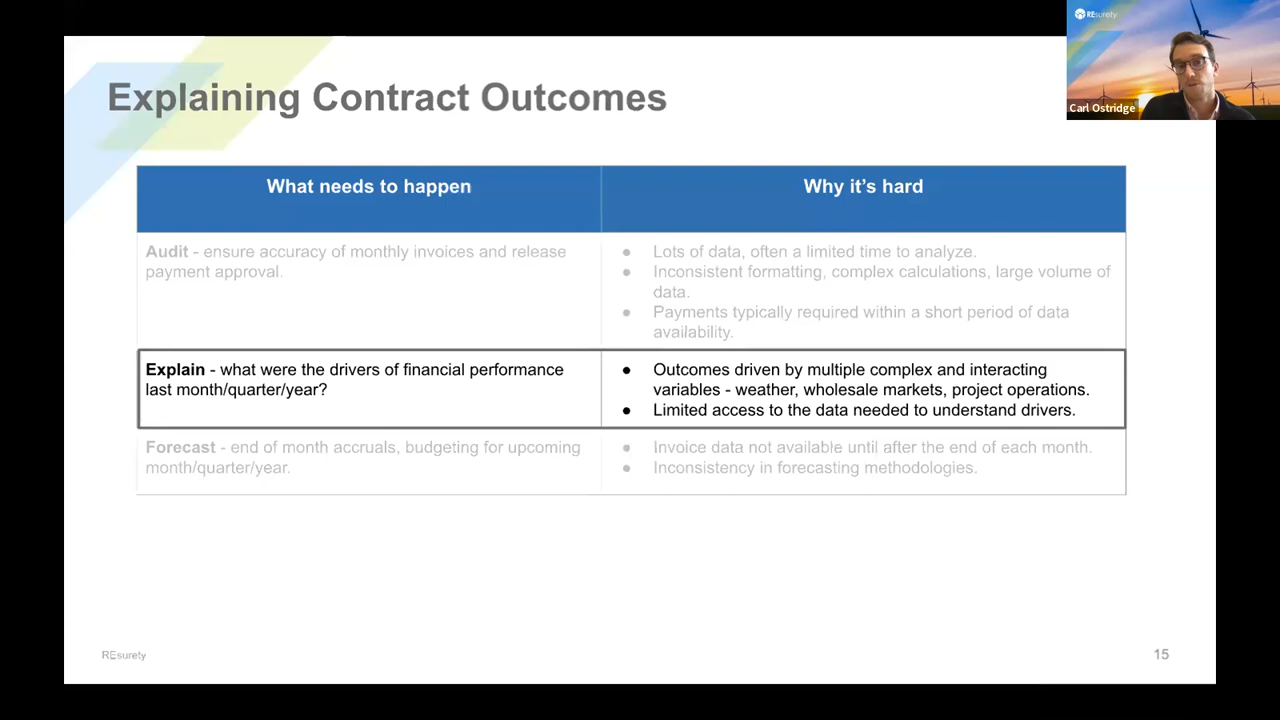 REsurety
Carl Ostridge
Explaining Contract Outcomes
What needs to happen
Why it's hard
Audit - ensure accuracy of monthly invoices and release
payment approval.
● Lots of data, often a limited time to analyze.
● Inconsistent formatting, complex calculations, large volume of
data.
● Payments typically required within a short period of data
availability.
Explain - what were the drivers of financial performance
last month/quarter/year?
● Outcomes driven by multiple complex and interacting
variables - weather, wholesale markets, project operations.
● Limited access to the data needed to understand drivers.
Forecast - end of month accruals, budgeting for upcoming
month/quarter/year.
● Invoice data not available until after the end of each month.
● Inconsistency in forecasting methodologies.
REsurety
15